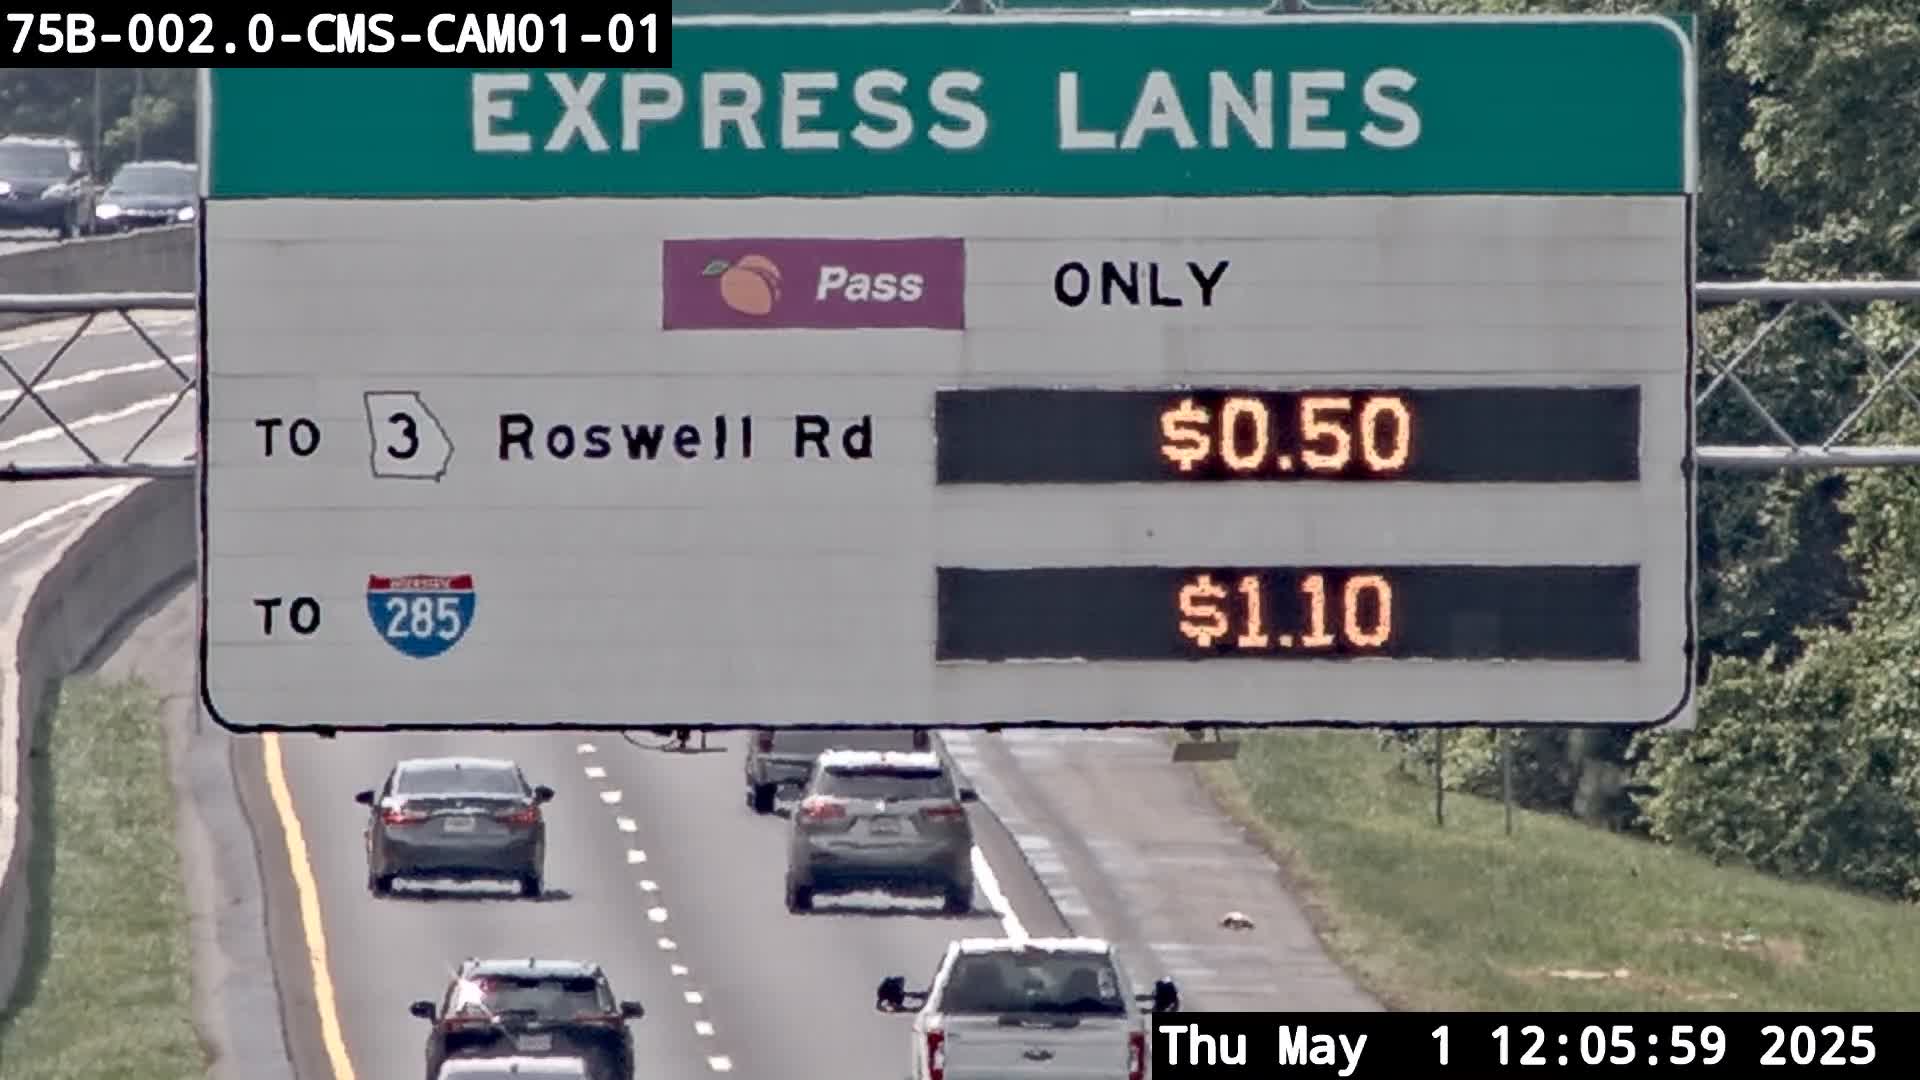 75B-002.0-CMS-CAM01-01
EXPRESS LANES
Pass ONLY
TO 3 Roswell Rd $0.50
INTERSTATE
TO 285 $1.10
Thu May 1 12:05:59 2025